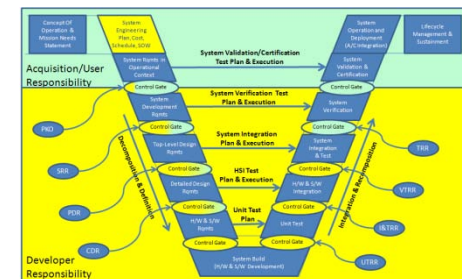 Concept Of
Operation &
Mission Needs
Statement
System
Engineering
Plan, Cost,
Schedule, SOW
System
Operation and
Deployment
(A/C Integration)
Lifecycle
Management &
Sustainment
System Rqmts in
Operational
Context
System Validation/Certification
Test Plan & Execution
System
Validation &
Certification
Acquisition/User
Responsibility
Control Gate
Control Gate
System
Development
Rqmts
System Verification Test
Plan & Execution
System
Verification
PKO
Control Gate
Control Gate
TRR
Top-Level Design
Rqmts
System Integration
Plan & Execution
System
Integration
& Test
SRR
Control Gate
Control Gate
VTRR
Detailed Design
Rqmts
HSI Test
Plan & Execution
H/W & S/W
Integration
PDR
Control Gate
Control Gate
I&TRR
H/W & S/W
Rqmts
Unit Test
Plan
Unit Test
CDR
Control Gate
Control Gate
UTRR
Decomposition & Definition
Integration & Recomposition
System Build
(H/W & S/W Development)
Developer
Responsibility